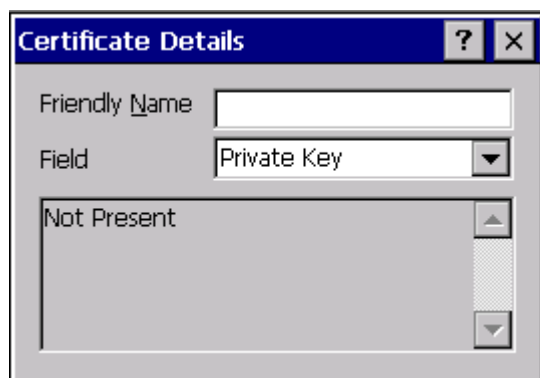 Certificate Details ? ×
Friendly Name
Field Private Key
Not Present